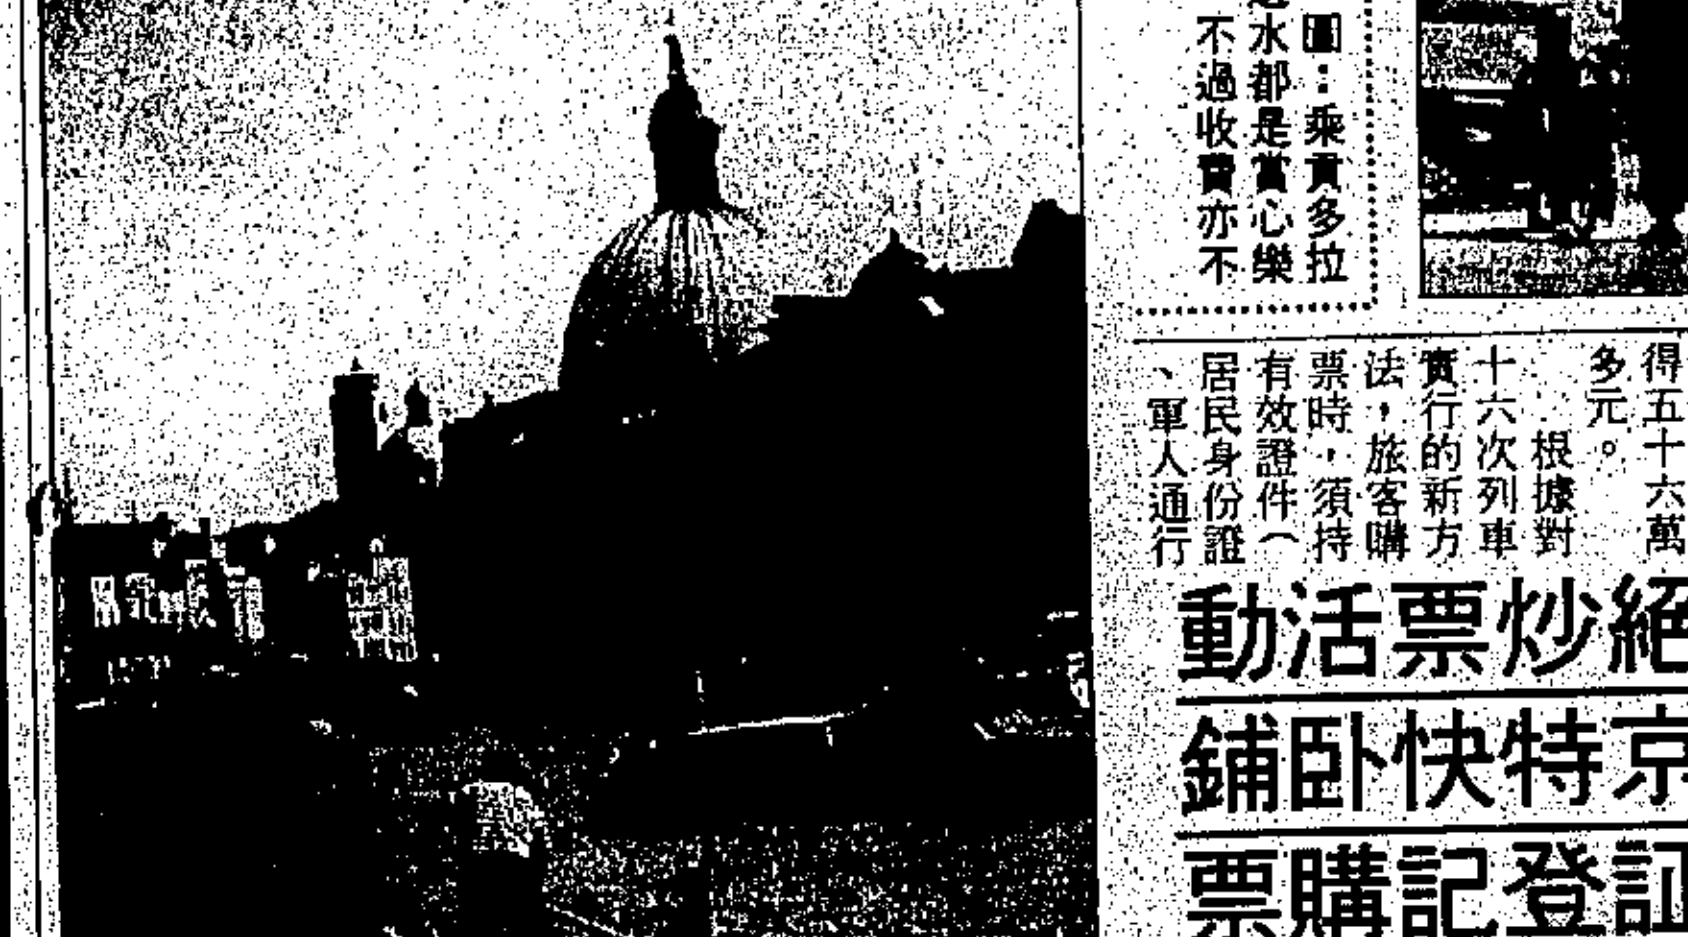 圖：乘貢多拉
水都是賞心樂
不過收費亦不
得五十六萬
多元。
根據對
十六次列車
實行的新方
法，旅客購
票時，須持
有效證件（
居民身份證
、軍人通行
絕炒票活動
京特快卧鋪
証登記購票